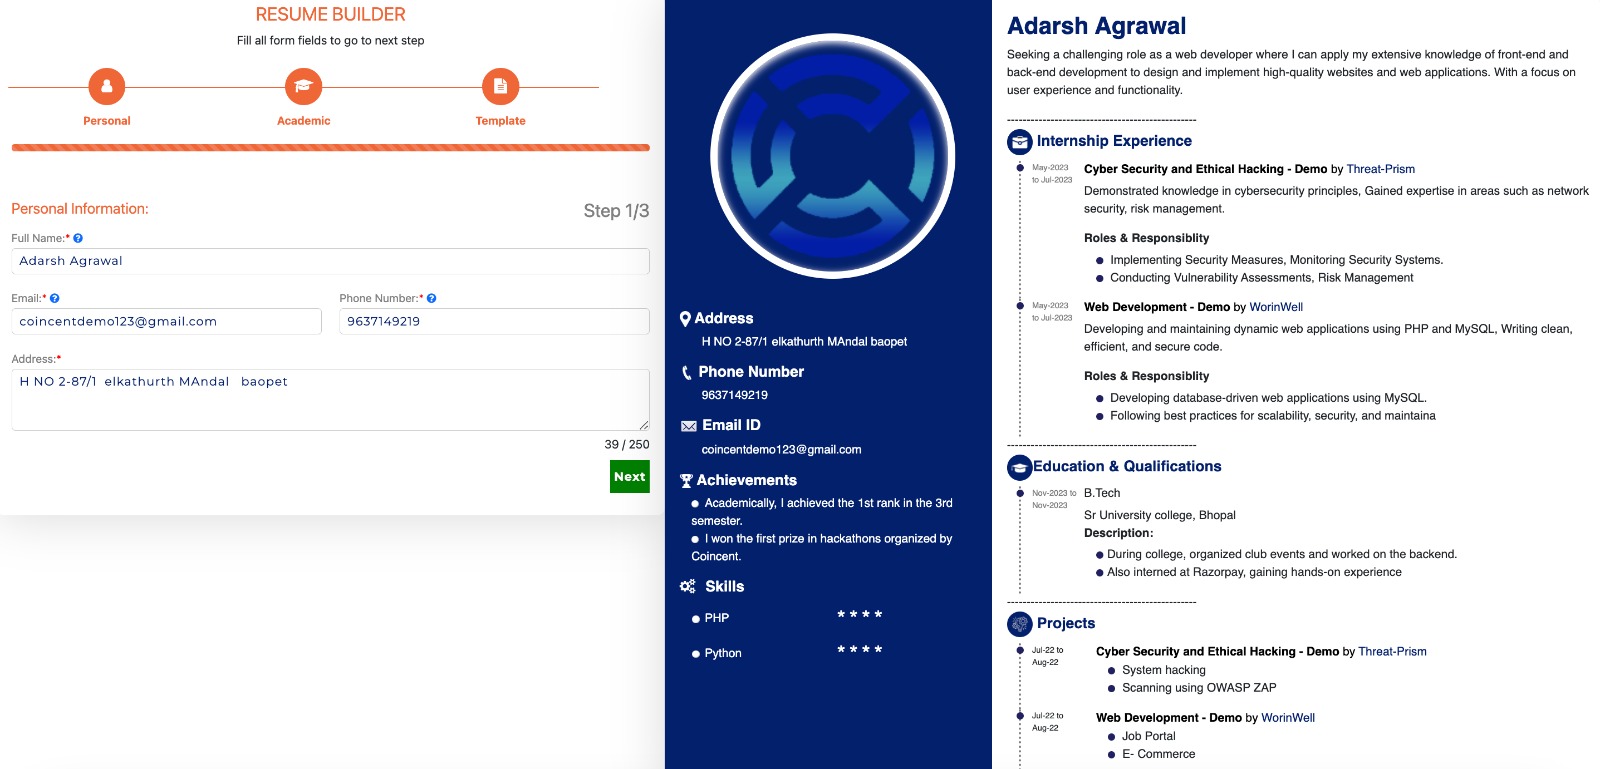 RESUME BUILDER
Fill all form fields to go to next step
Personal
Academic
Template
Personal Information:
Step 1/3
Full Name:*
Adarsh Agrawal
Email:*
Phone Number:*
coincentdemo123@gmail.com
9637149219
Address:*
H NO 2-87/1 elkathurth MAndal baopet
39 / 250
Next
Address
H NO 2-87/1 elkathurth MAndal baopet
Phone Number
9637149219
Email ID
coincentdemo123@gmail.com
Achievements
Academically, I achieved the 1st rank in the 3rd
semester.
I won the first prize in hackathons organized by
Coincent.
Skills
PHP * * * *
Python * * * *
Adarsh Agrawal
Seeking a challenging role as a web developer where I can apply my extensive knowledge of front-end and
back-end development to design and implement high-quality websites and web applications. With a focus on
user experience and functionality.
Internship Experience
May-2023
to Jul-2023
Cyber Security and Ethical Hacking - Demo by Threat-Prism
Demonstrated knowledge in cybersecurity principles, Gained expertise in areas such as network
security, risk management.
Roles & Responsiblity
Implementing Security Measures, Monitoring Security Systems.
Conducting Vulnerability Assessments, Risk Management
May-2023
to Jul-2023
Web Development - Demo by WorinWell
Developing and maintaining dynamic web applications using PHP and MySQL, Writing clean,
efficient, and secure code.
Roles & Responsiblity
Developing database-driven web applications using MySQL.
Following best practices for scalability, security, and maintaina
Education & Qualifications
Nov-2023 to
Nov-2023
B.Tech
Sr University college, Bhopal
Description:
During college, organized club events and worked on the backend.
Also interned at Razorpay, gaining hands-on experience
Projects
Jul-22 to
Aug-22
Cyber Security and Ethical Hacking - Demo by Threat-Prism
System hacking
Scanning using OWASP ZAP
Jul-22 to
Aug-22
Web Development - Demo by WorinWell
Job Portal
E- Commerce